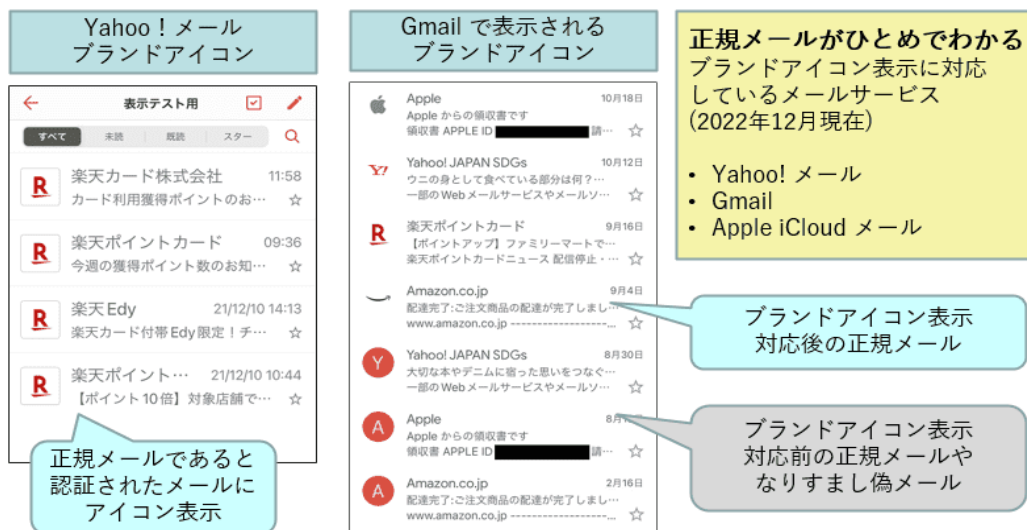 Yahoo！メール
ブランドアイコン
表示テスト用
すべて
未読
既読
スター
R
楽天カード株式会社
11:58
カード利用獲得ポイントのお…
R
楽天ポイントカード
09:36
今週の獲得ポイント数のお知…
R
楽天 Edy
21/12/10 14:13
楽天カード付帯Edy限定！チ…
R
楽天ポイント…
21/12/10 10:44
【ポイント10倍】対象店舗で…
正規メールであると
認証されたメールに
アイコン表示
Gmail で表示される
ブランドアイコン
Apple
10月18日
Apple からの領収書です
領収書 APPLE ID
請…
Y!
Yahoo! JAPAN SDGs
10月12日
ウニの身として食べている部分は何？…
一部のWebメールサービスやメールソ…
R
楽天ポイントカード
9月16日
【ポイントアップ】ファミリーマートで…
楽天ポイントカードニュース 配信停止・…
Amazon.co.jp
9月4日
配達完了:ご注文商品の配達が完了しまし…
www.amazon.co.jp ------------------...
Y
Yahoo! JAPAN SDGs
8月30日
大切な本やデニムに宿った思いをつなぐ…
一部のWebメールサービスやメールソ…
A
Apple
8月
Apple からの領収書です
領収書 APPLE ID
請…
A
Amazon.co.jp
2月16日
配達完了:ご注文商品の配達が完了しまし…
www.amazon.co.jp ------------------...
正規メールがひとめでわかる
ブランドアイコン表示に対応
しているメールサービス
(2022年12月現在)
• Yahoo! メール
• Gmail
• Apple iCloud メール
ブランドアイコン表示
対応後の正規メール
ブランドアイコン表示
対応前の正規メールや
なりすまし偽メール